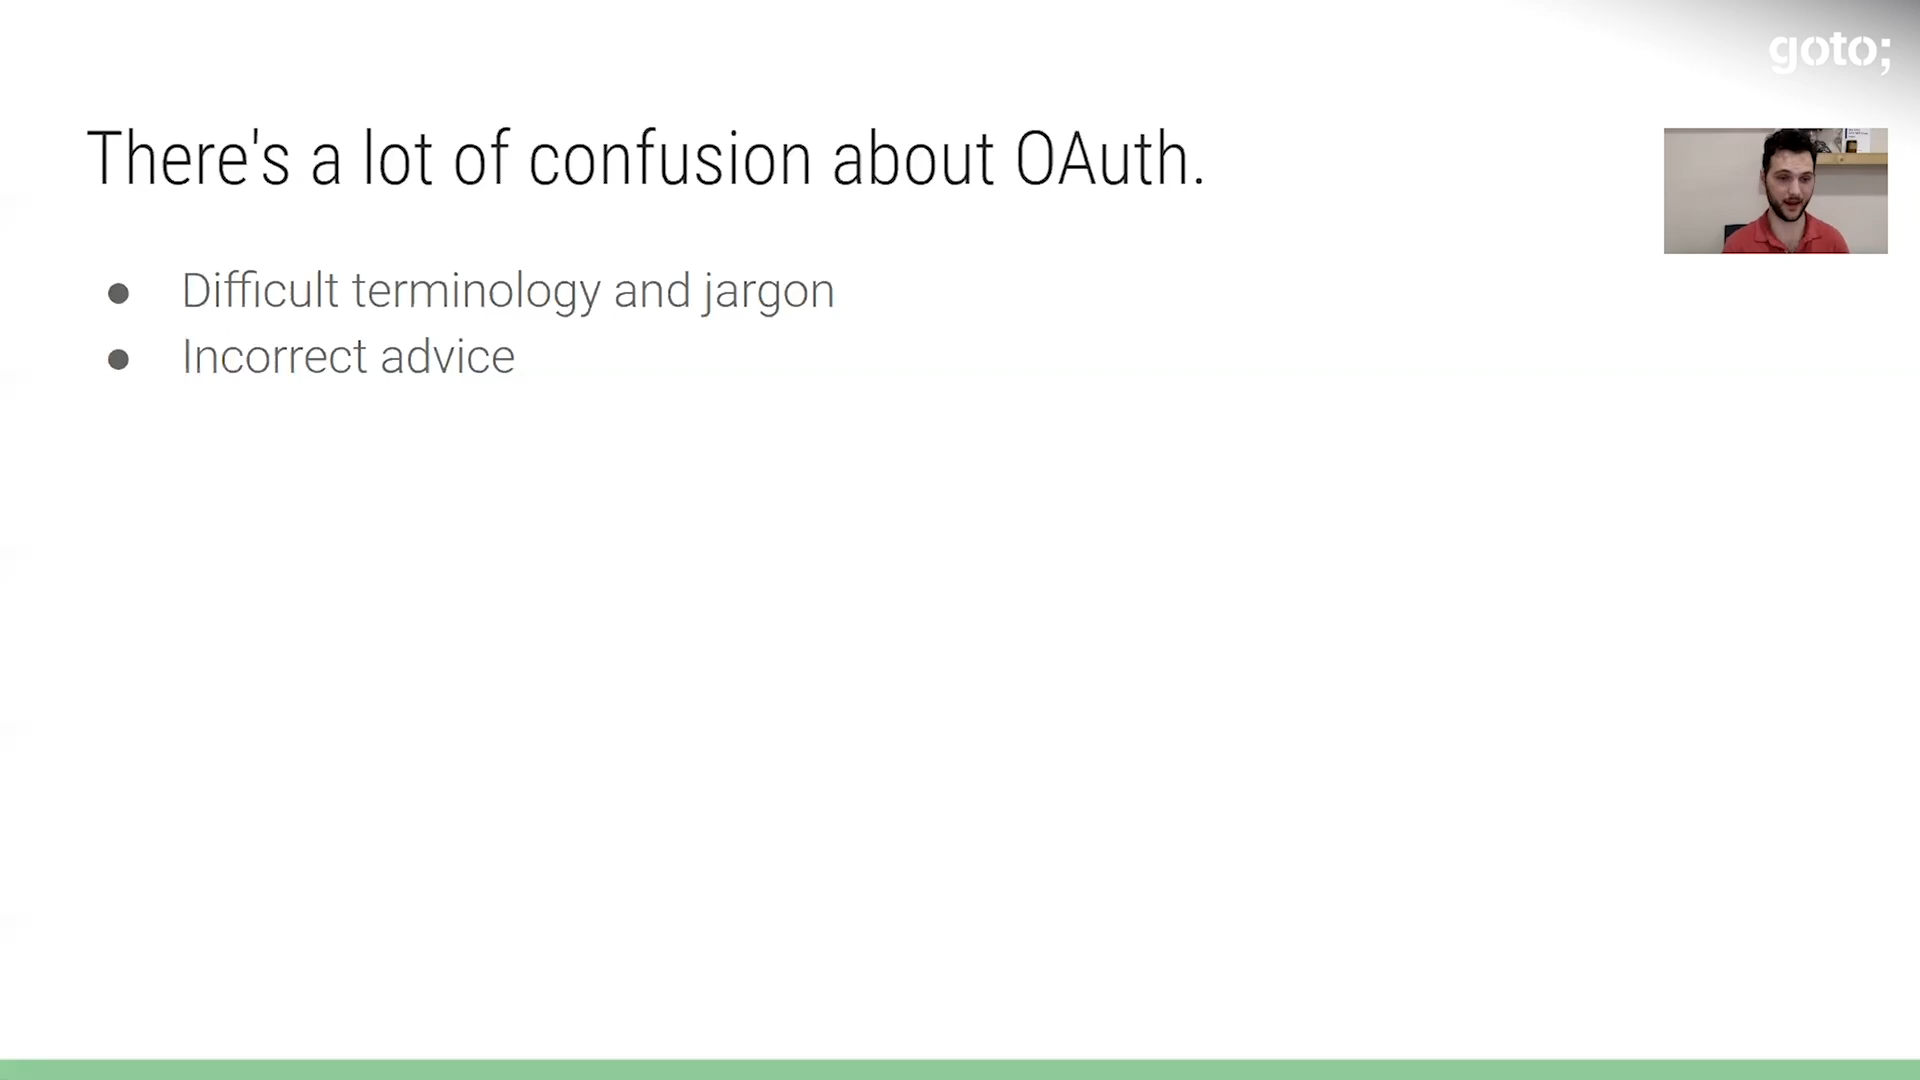 goto;
There's a lot of confusion about OAuth.
● Difficult terminology and jargon
● Incorrect advice